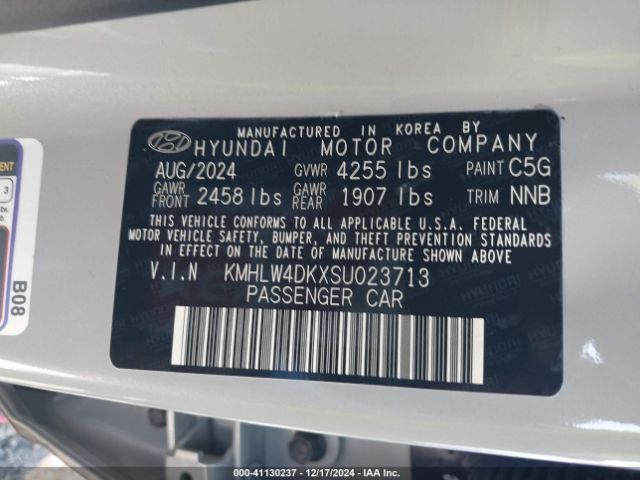 MANUFACTURED IN KOREA BY
HYUNDAI MOTOR COMPANY
AUG/2024 GVWR 4255 lbs PAINT C5G
GAWR FRONT 2458 lbs GAWR REAR 1907 lbs TRIM NNB
THIS VEHICLE CONFORMS TO ALL APPLICABLE U.S.A. FEDERAL
MOTOR VEHICLE SAFETY, BUMPER, AND THEFT PREVENTION STANDARDS
IN EFFECT ON THE DATE OF MANUFACTURE SHOWN ABOVE
V.I.N KMHLW4DKXSU023713
PASSENGER CAR
ENT
3
lbs.
B08
000-41130237 - 12/17/2024 - IAA Inc.